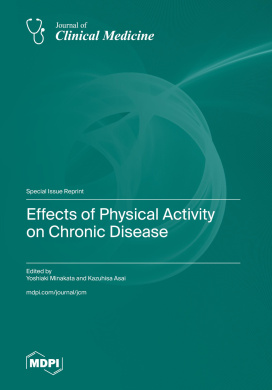 Journal of
Clinical Medicine
Special Issue Reprint
Effects of Physical Activity
on Chronic Disease
Edited by
Yoshiaki Minakata and Kazuhisa Asai
mdpi.com/journal/jcm
MDPI